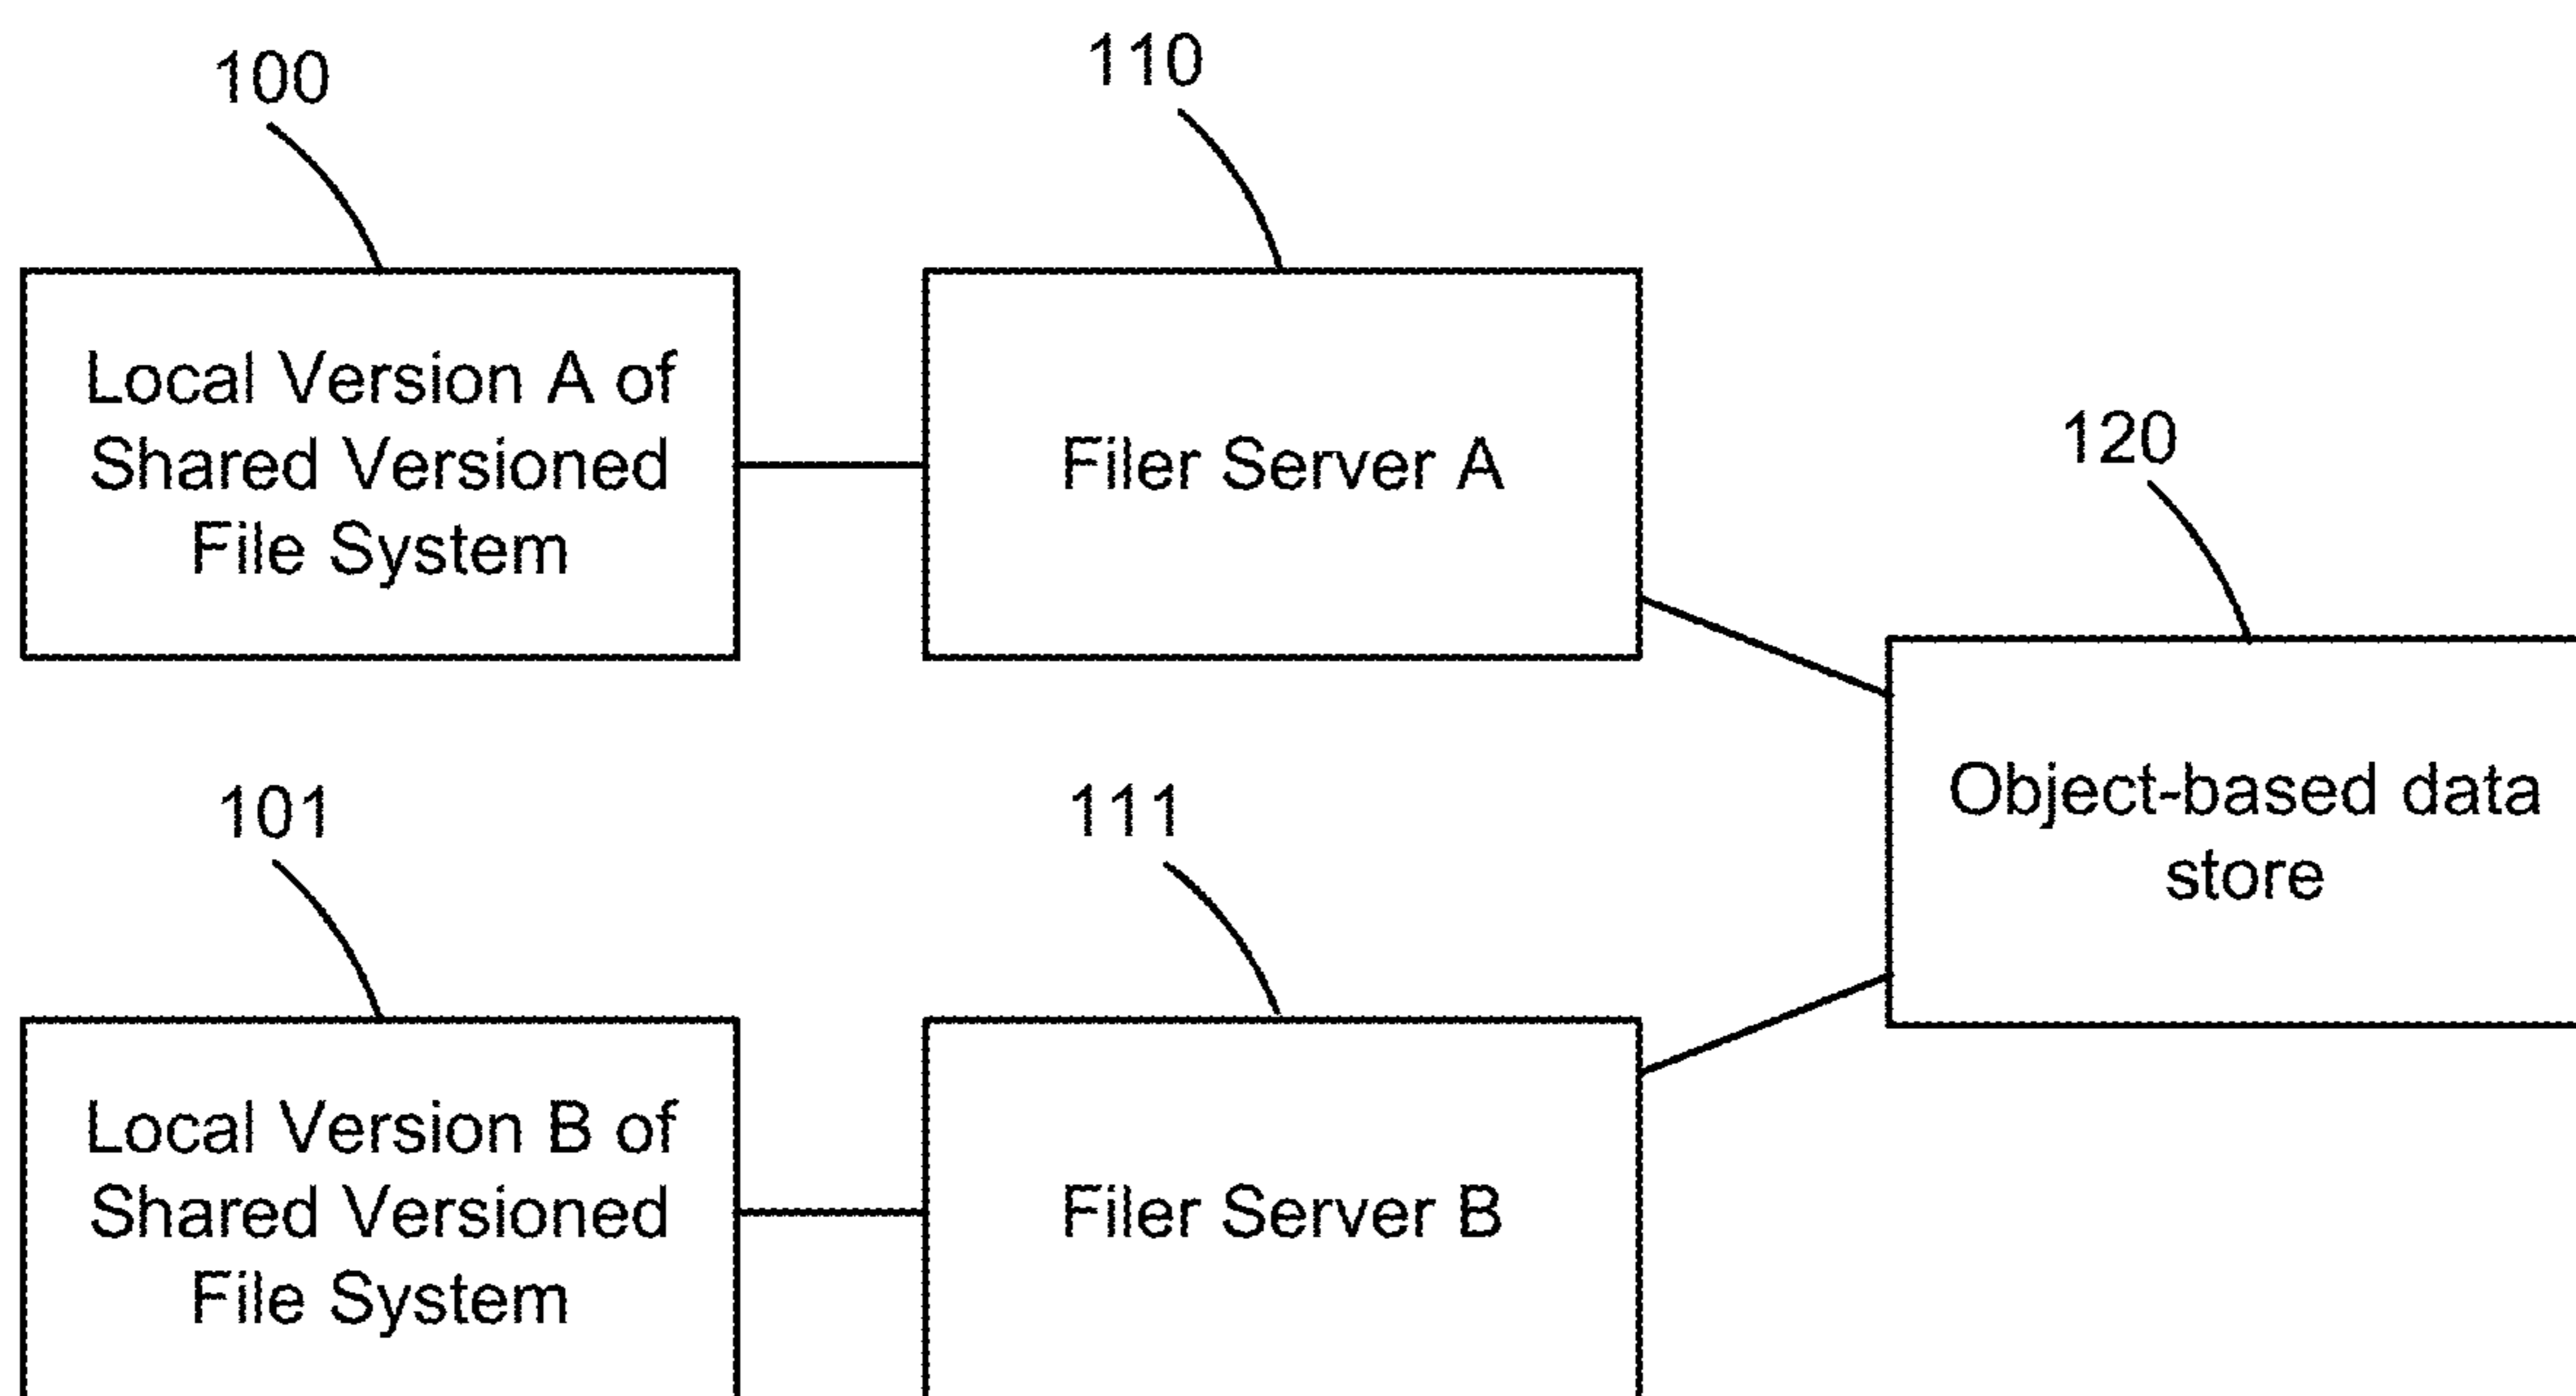 100
110
Local Version A of
Shared Versioned
File System
Filer Server A
120
Object-based data
store
101
111
Local Version B of
Shared Versioned
File System
Filer Server B